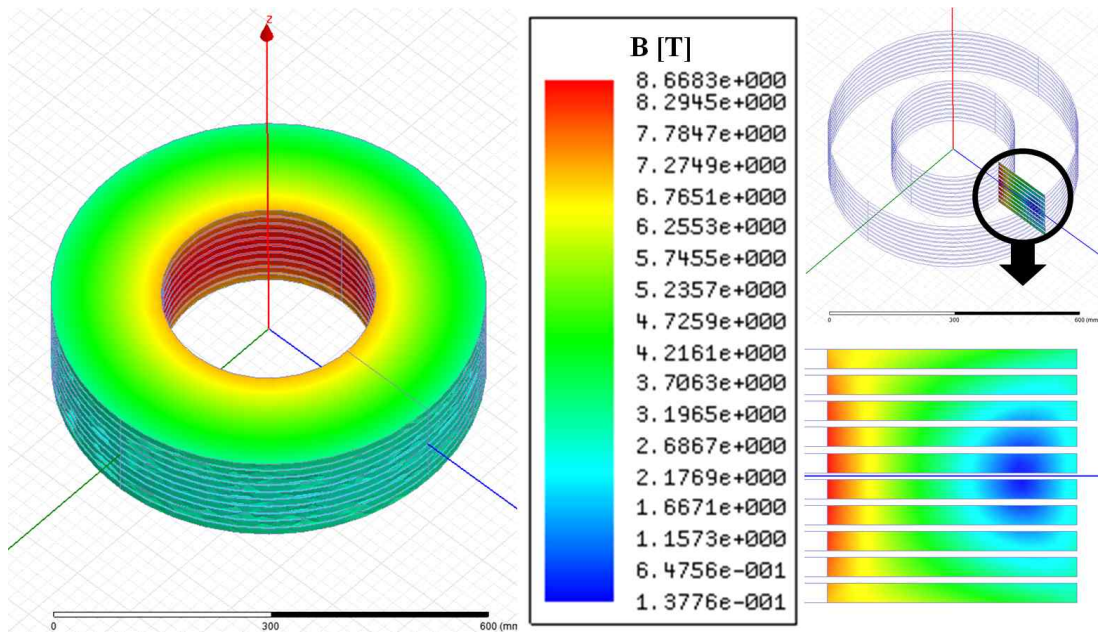 Z
0
300
600 (mm
B [T]
8.6683e+000
8.2945e+000
7.7847e+000
7.2749e+000
6.7651e+000
6.2553e+000
5.7455e+000
5.2357e+000
4.7259e+000
4.2161e+000
3.7063e+000
3.1965e+000
2.6867e+000
2.1769e+000
1.6671e+000
1.1573e+000
6.4756e-001
1.3776e-001
0
300
600 (mm)